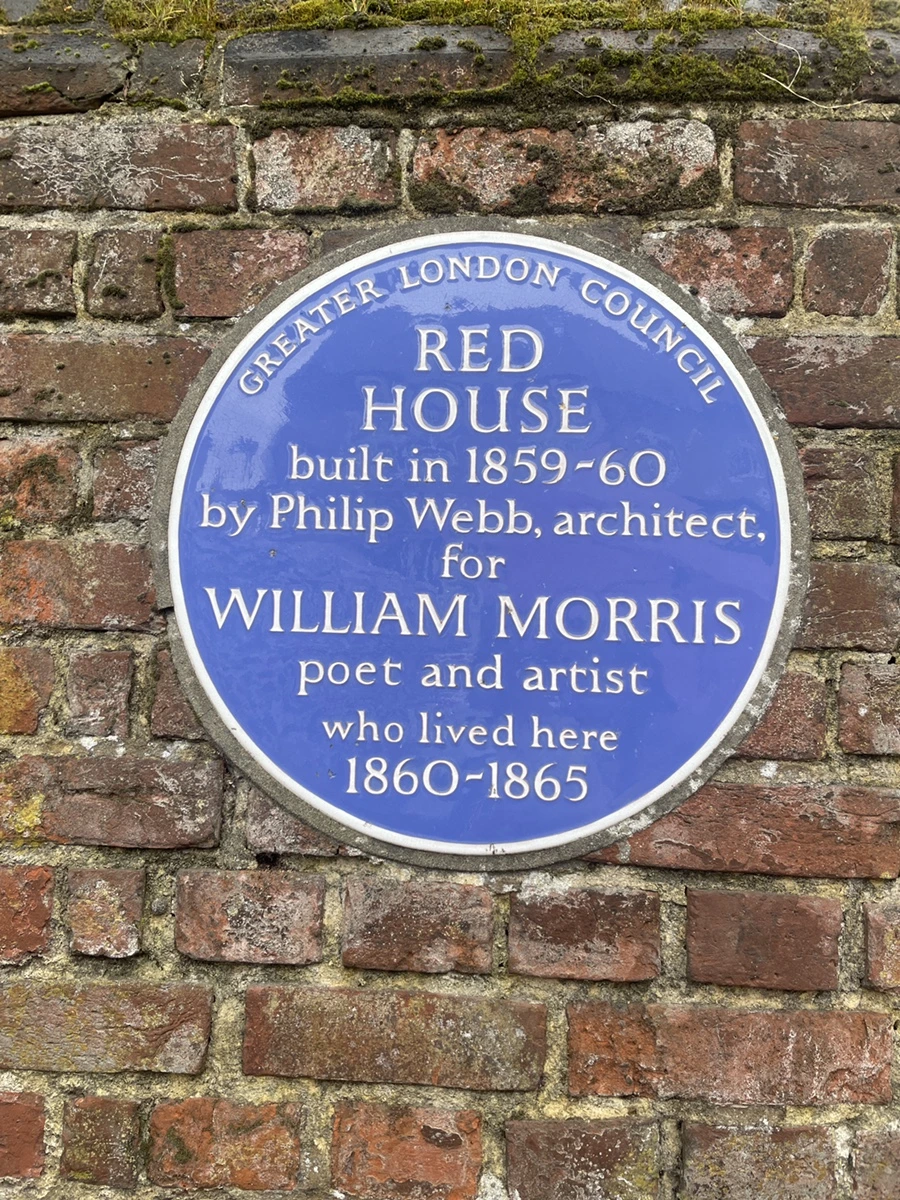 GREATER LONDON COUNCIL
RED
HOUSE
built in 1859-60
by Philip Webb, architect,
for
WILLIAM MORRIS
poet and artist
who lived here
1860-1865